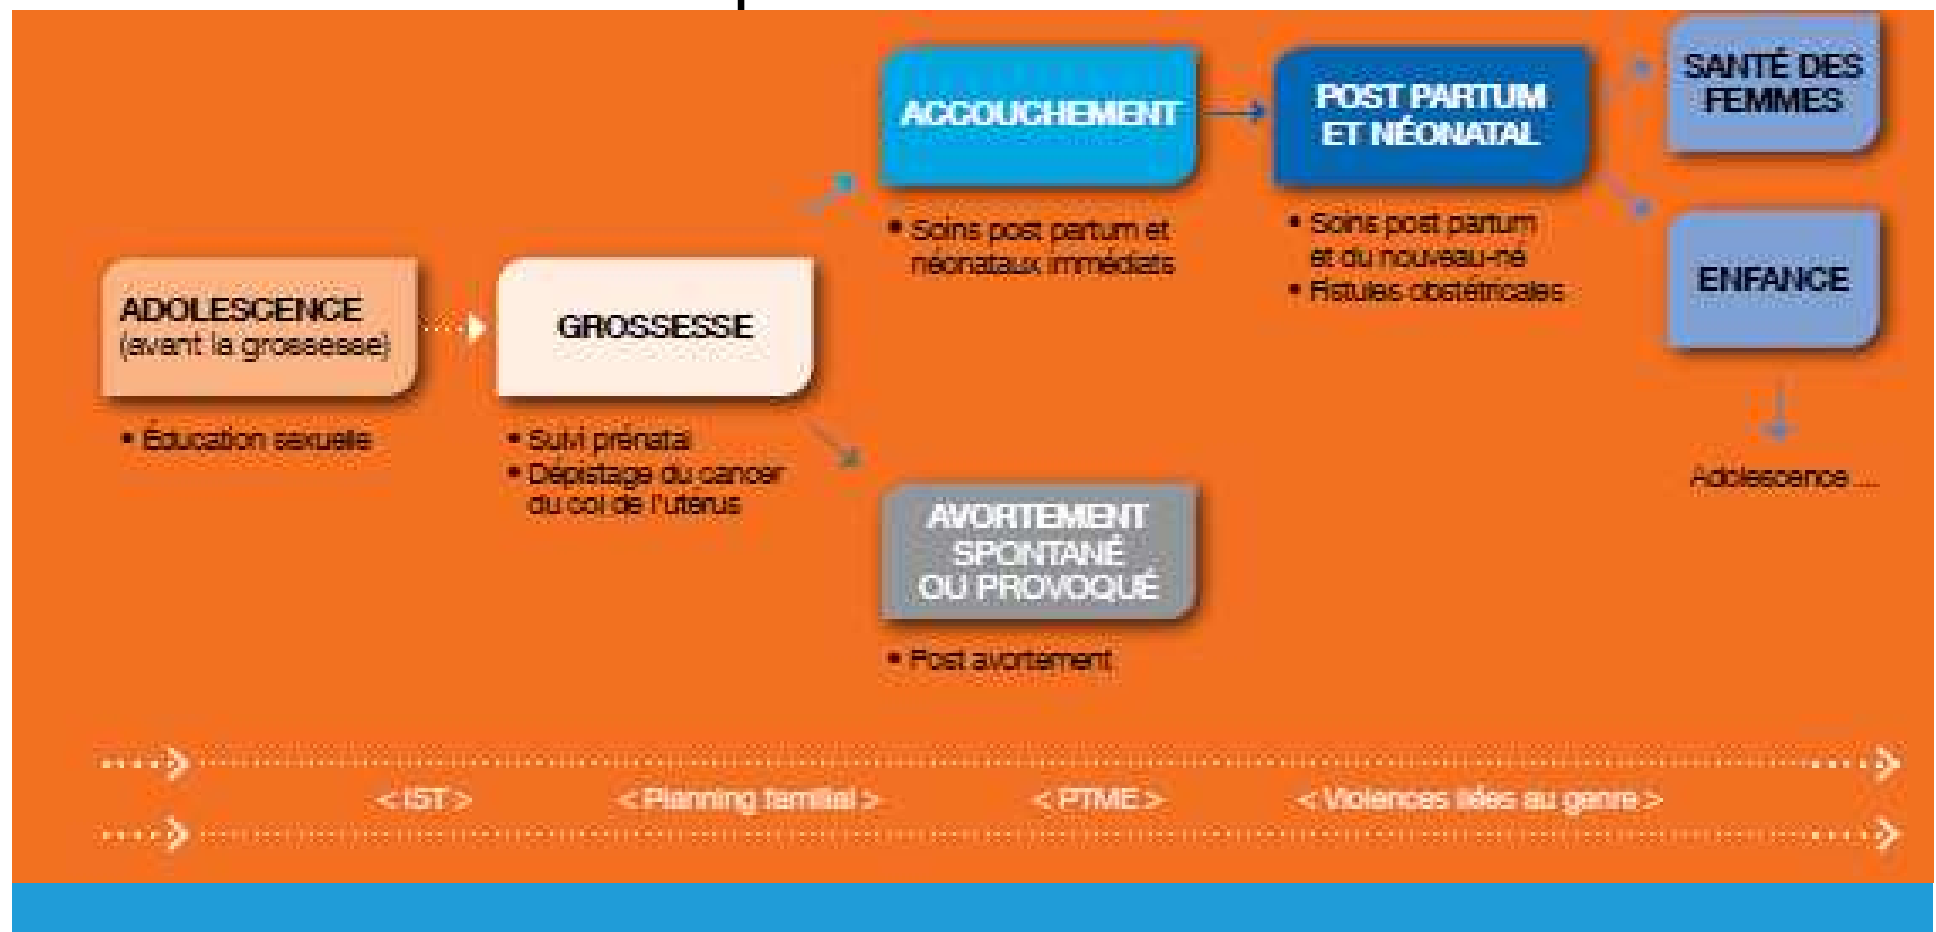 ADOLESCENCE
(avant la grossesse)
• Éducation sexuelle
GROSSESSE
• Suivi prénatal
• Dépistage du cancer
du col de l'utérus
ACCOUCHEMENT
• Soins post partum et
néonataux immédiats
AVORTEMENT
SPONTANÉ
OU PROVOQUÉ
• Post avortement
POST PARTUM
ET NÉONATAL
• Soins post partum
et du nouveau-né
• Fistules obstétricales
SANTÉ DES
FEMMES
ENFANCE
Adolescence ...
< IST >
< Planning familial >
< PTME >
< Violences liées au genre >